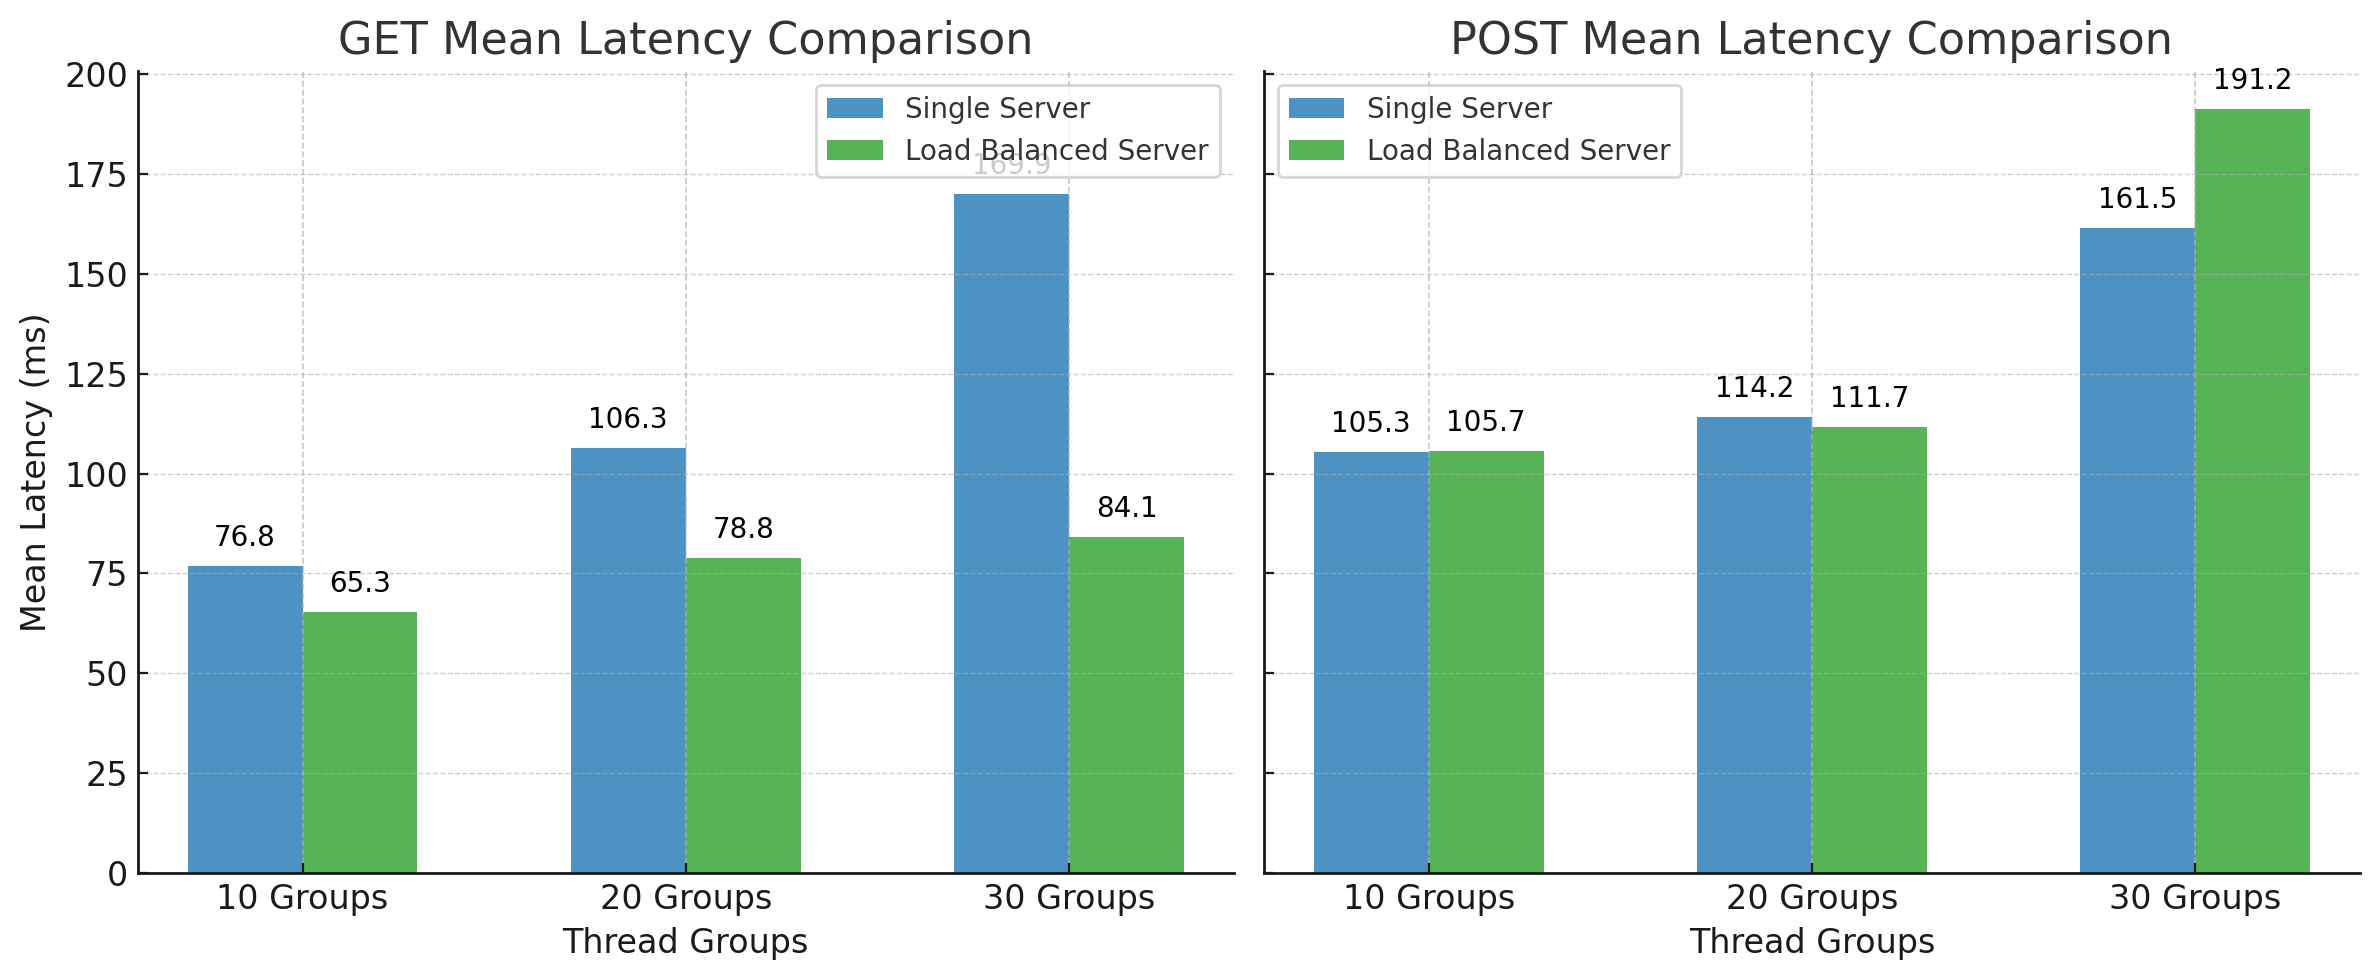 GET Mean Latency Comparison
Mean Latency (ms)
200
175
150
125
100
75
50
25
0
Single Server
Load Balanced Server
76.8
65.3
106.3
78.8
169.9
84.1
10 Groups
20 Groups
30 Groups
Thread Groups
POST Mean Latency Comparison
Single Server
Load Balanced Server
105.3
105.7
114.2
111.7
161.5
191.2
10 Groups
20 Groups
30 Groups
Thread Groups